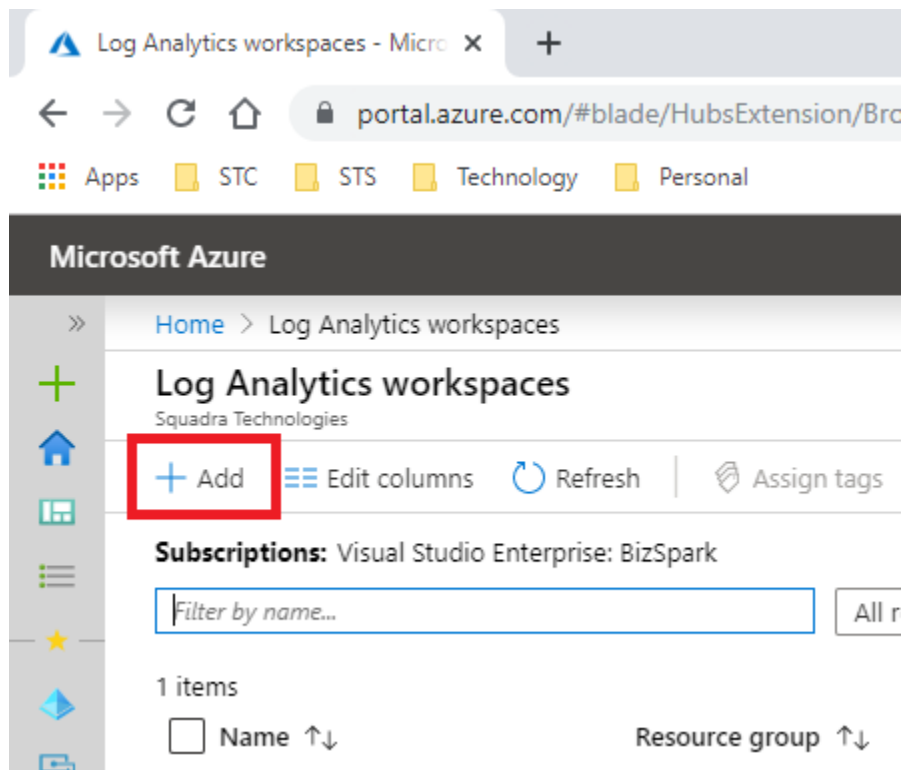 Log Analytics workspaces - Micro
portal.azure.com/#blade/HubsExtension/Bro
Apps STC STS Technology Personal
Microsoft Azure
Home > Log Analytics workspaces
Log Analytics workspaces
Squadra Technologies
Add Edit columns Refresh Assign tags
Subscriptions: Visual Studio Enterprise: BizSpark
Filter by name... All r
1 items
Name Resource group